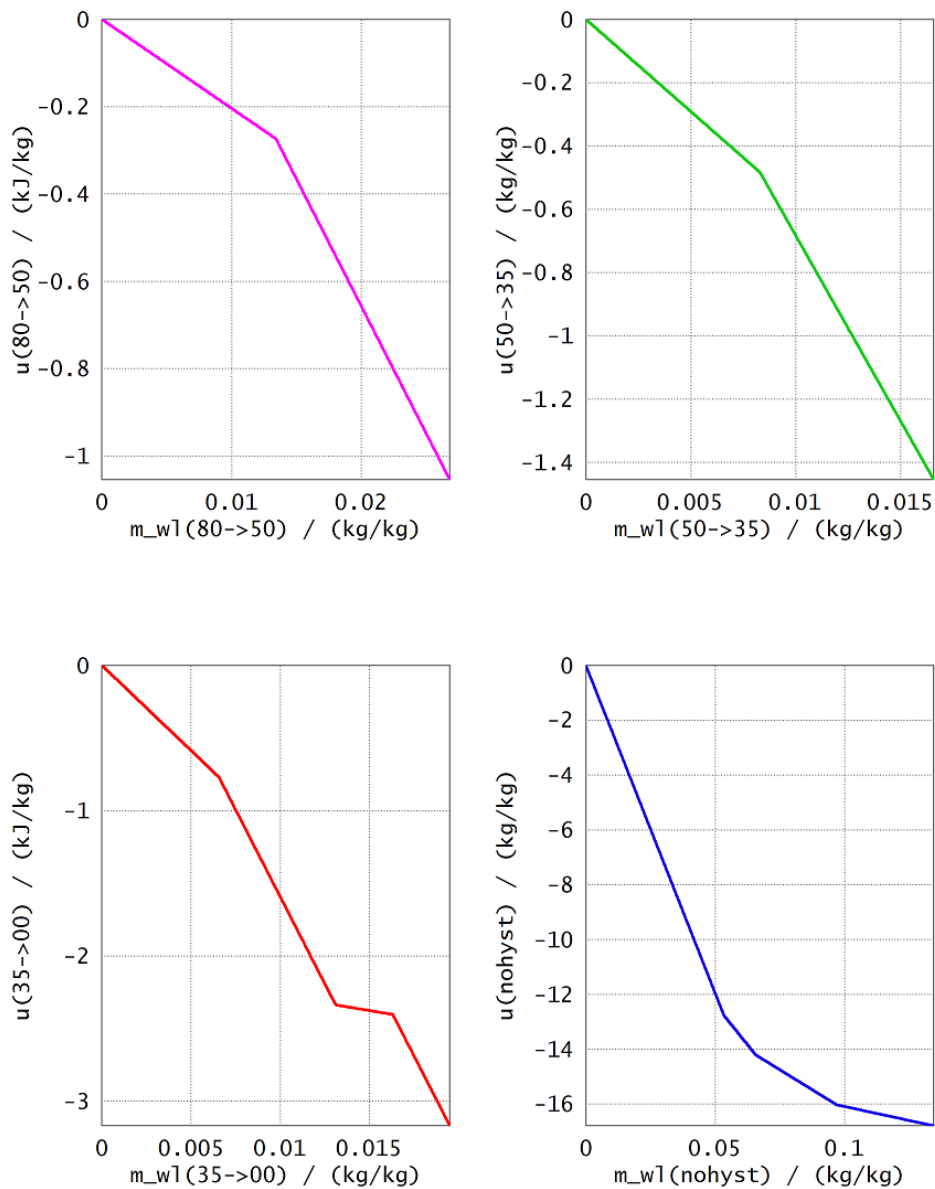 0
-0.2
-0.4
-0.6
-0.8
-1
u(80->50) / (kJ/kg)
0 0.01 0.02
m_wl(80->50) / (kg/kg)
0
-0.2
-0.4
-0.6
-0.8
-1
-1.2
-1.4
u(50->35) / (kg/kg)
0 0.005 0.01 0.015
m_wl(50->35) / (kg/kg)
0
-1
-2
-3
u(35->00) / (kJ/kg)
0 0.005 0.01 0.015
m_wl(35->00) / (kg/kg)
0
-2
-4
-6
-8
-10
-12
-14
-16
u(nohyst) / (kg/kg)
0 0.05 0.1
m_wl(nohyst) / (kg/kg)